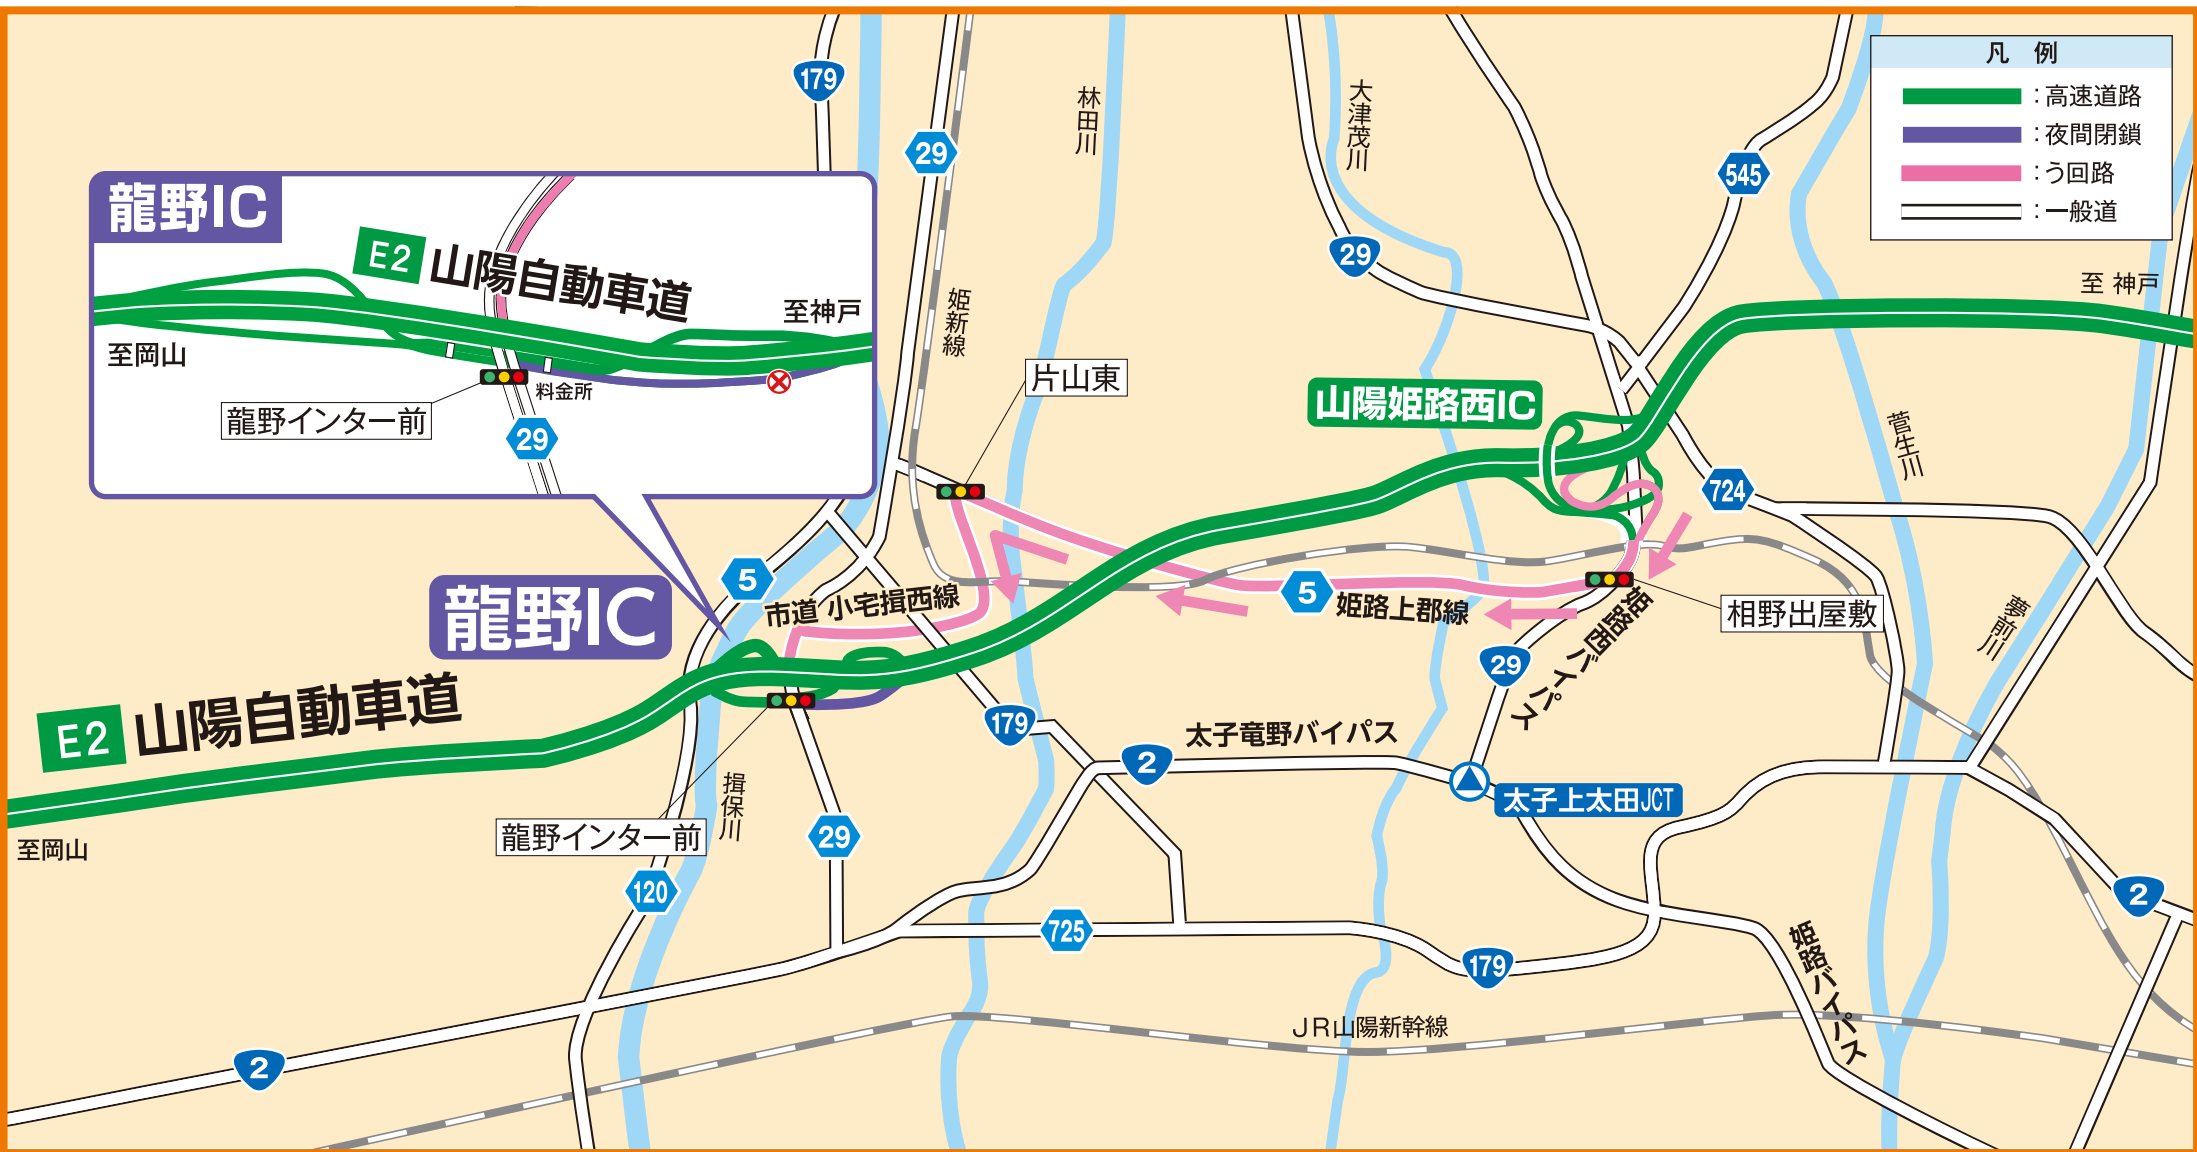 凡 例
：高速道路
：夜間閉鎖
：う回路
：一般道
179
29
林田川
大津茂川
545
29
至 神戸
龍野IC
E2 山陽自動車道
至神戸
至岡山
料金所
龍野インター前
29
姫新線
片山東
山陽姫路西IC
菅生川
724
5
市道 小宅揖西線
5
姫路上郡線
相野出屋敷
夢前川
龍野IC
姫路西バイパス
29
E2 山陽自動車道
179
太子竜野バイパス
2
太子上太田JCT
揖保川
龍野インター前
29
至岡山
120
725
179
2
姫路バイパス
JR山陽新幹線
2